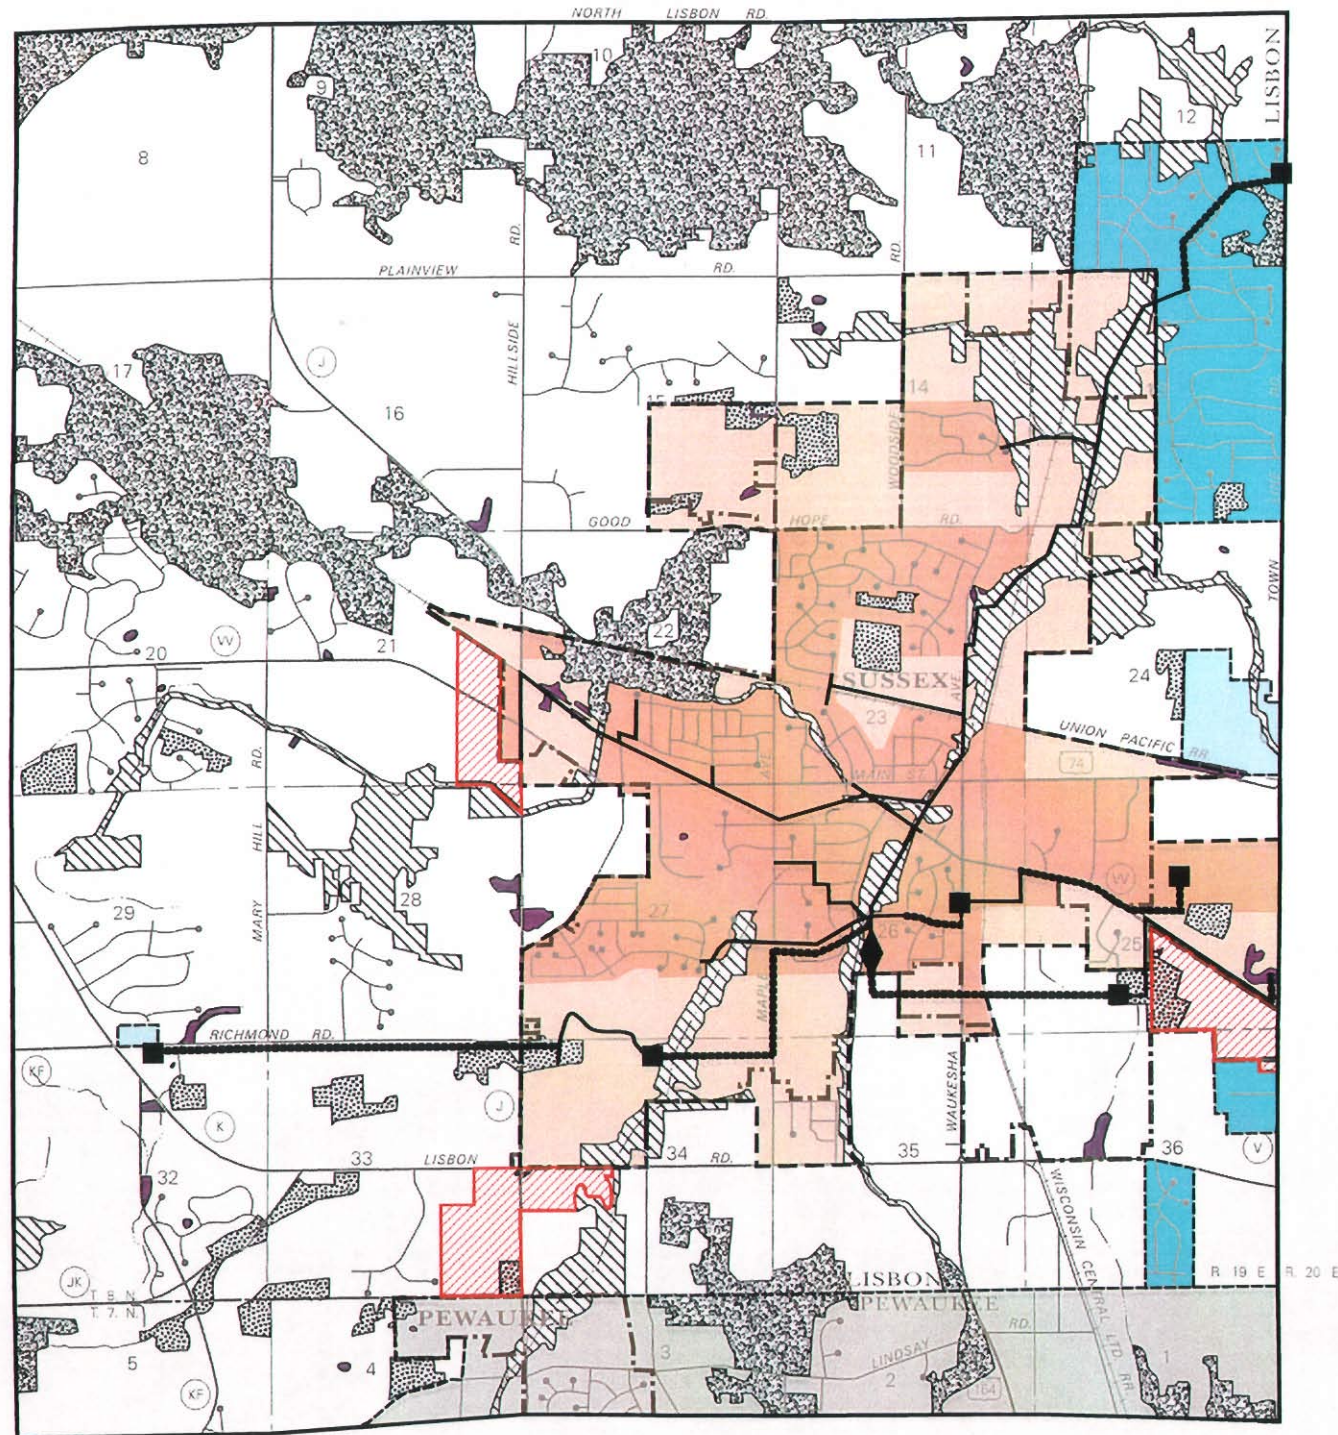 NORTH LISBON RD.
LISBON
10
9
12
11
8
RD.
RD.
PLAINVIEW RD.
HILLSIDE
J
17
16
15
14
13
WOODSIDE
GOOD HOPE RD.
TOWN
22
21
VV
20
24
SUSSEX
AVE
23
UNION PACIFIC RR
74
RD.
AVE
MAIN ST.
HILL
VV
28
27
29
MARY
26
25
MAPLE
RICHMOND RD.
KF
J
K
WAUKESHA
33
LISBON
34
RD.
35
36
V
32
WISCONSIN CENTRAL LTD. RR.
JK
T. 8. N.
T. 7. N.
LISBON
R. 19 E
R. 20 E
PEWAUKEE
PEWAUKEE
RD.
5
4
3
LINDSAY
2
1
KF
164